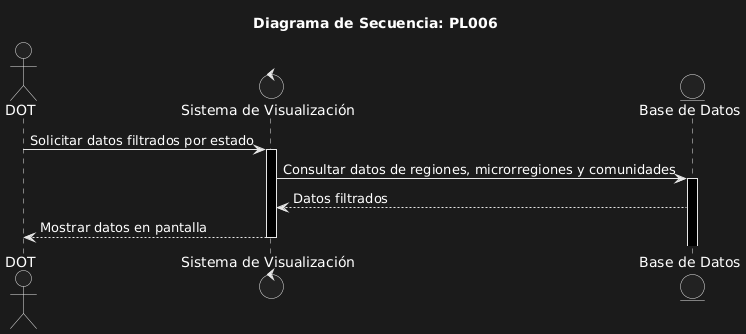 Diagrama de Secuencia: PL006
DOT
Sistema de Visualización
Base de Datos
Solicitar datos filtrados por estado
Consultar datos de regiones, microrregiones y comunidades
Datos filtrados
Mostrar datos en pantalla
DOT
Sistema de Visualización
Base de Datos